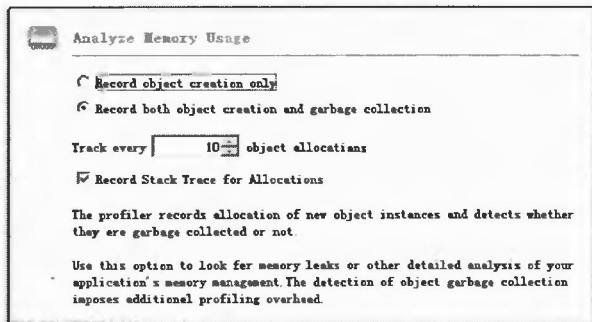 Analyze Memory Usage
Record object creation only
Record both object creation and garbage collection
Track every 10 object allocatians
Record Stack Trace for Allocations
The profiler records allocation of new object instances and detects whether
they ere garbage collected or not.
Use this option to look fer memory leaks or other detailed analysis of your
application's memory management. The detection of object garbage collection
imposes additional profiling overhead.